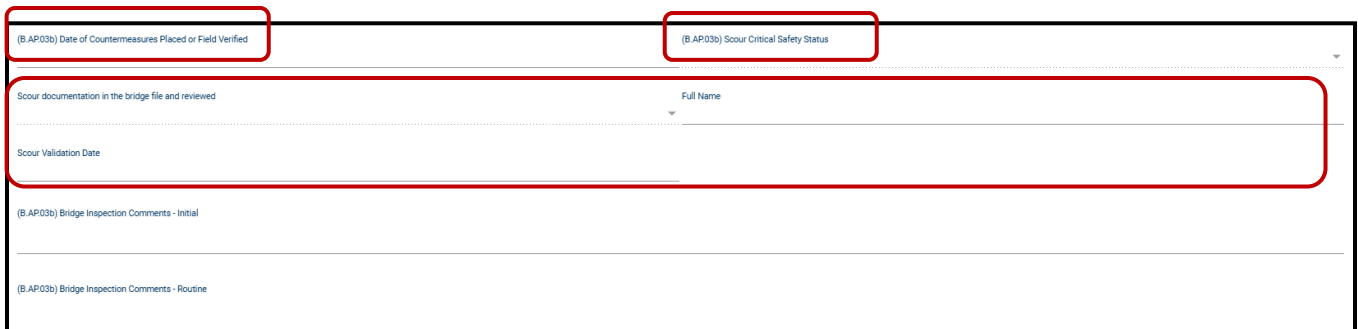 (B.AP.03b) Date of Countermeasures Placed or Field Verified
(B.AP.03b) Scour Critical Safety Status
Scour documentation in the bridge file and reviewed
Full Name
Scour Validation Date
(B.AP.03b) Bridge Inspection Comments - Initial
(B.AP.03b) Bridge Inspection Comments - Routine